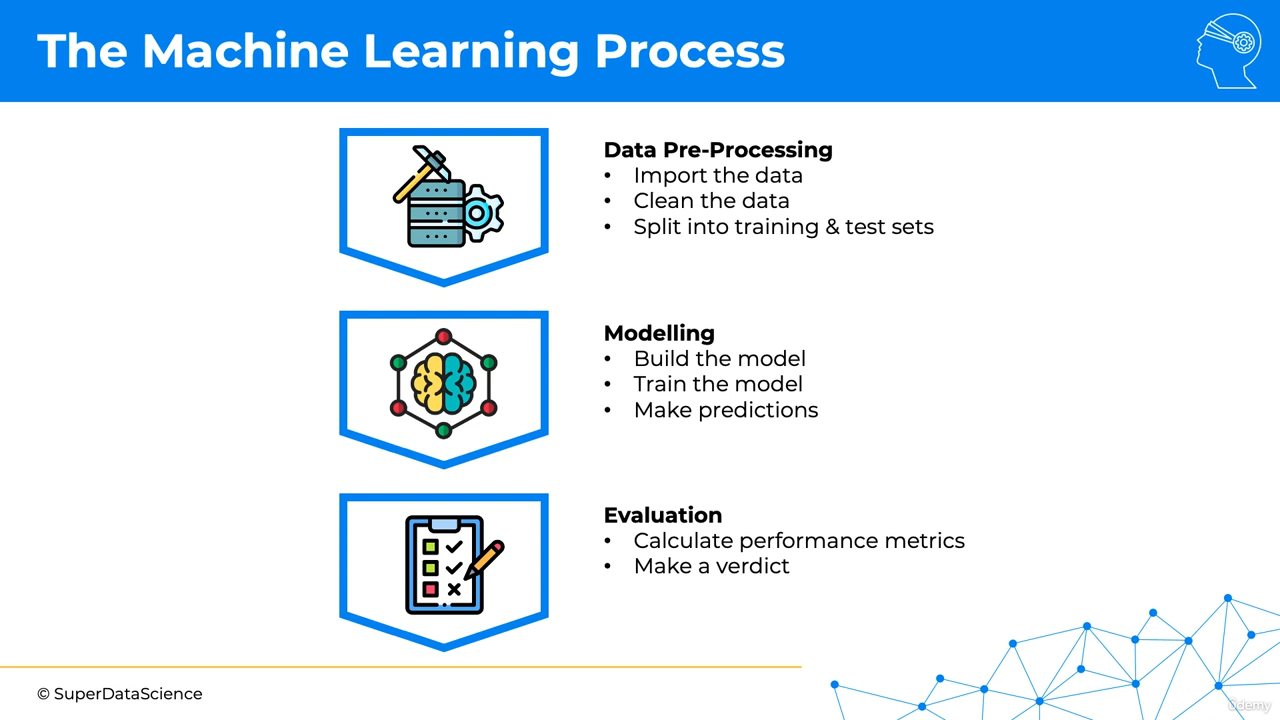 The Machine Learning Process
Data Pre-Processing
• Import the data
• Clean the data
• Split into training & test sets
Modelling
• Build the model
• Train the model
• Make predictions
Evaluation
• Calculate performance metrics
• Make a verdict
© SuperDataScience
ûdemy